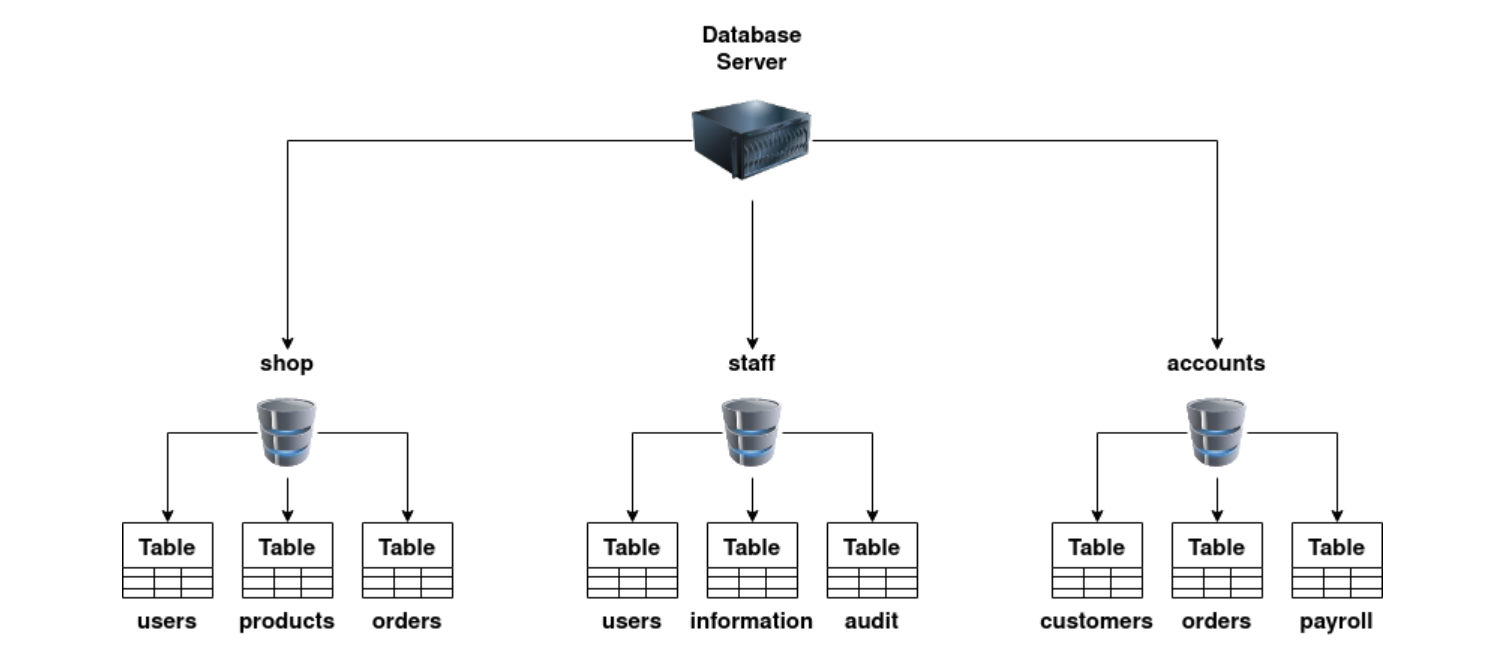 Database
Server
shop
staff
accounts
Table
Table
Table
Table
Table
Table
Table
Table
Table
users
products
orders
users
information
audit
customers
orders
payroll